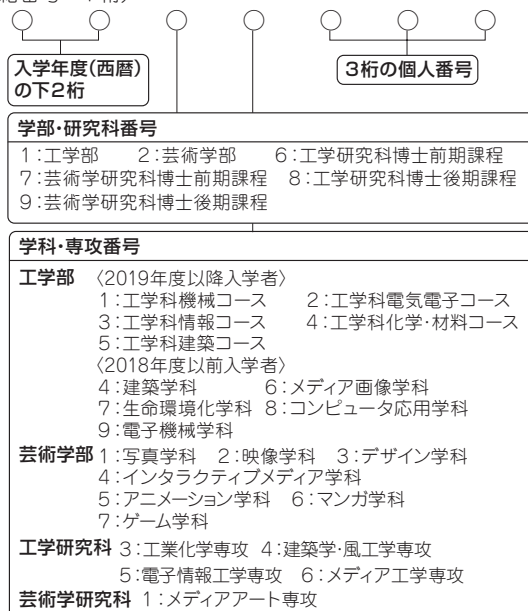 入学年度(西暦)
の下2桁
3桁の個人番号
学部・研究科番号
1：工学部 2：芸術学部 6：工学研究科博士前期課程
7：芸術学研究科博士前期課程 8：工学研究科博士後期課程
9：芸術学研究科博士後期課程
学科・専攻番号
工学部 〈2019年度以降入学者〉
1：工学科機械コース 2：工学科電気電子コース
3：工学科情報コース 4：工学科化学・材料コース
5：工学科建築コース
〈2018年度以前入学者〉
4：建築学科 6：メディア画像学科
7：生命環境化学科 8：コンピュータ応用学科
9：電子機械学科
芸術学部 1：写真学科 2：映像学科 3：デザイン学科
4：インタラクティブメディア学科
5：アニメーション学科 6：マンガ学科
7：ゲーム学科
工学研究科 3：工業化学専攻 4：建築学・風工学専攻
5：電子情報工学専攻 6：メディア工学専攻
芸術学研究科 1：メディアアート専攻